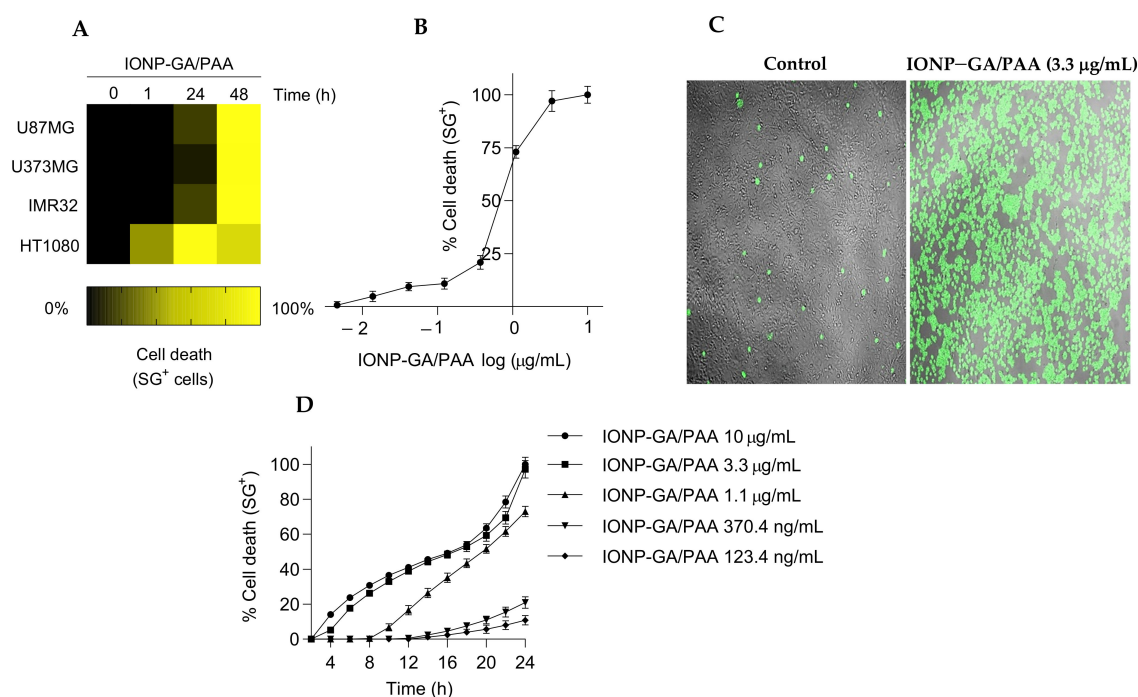 A
IONP-GA/PAA
0 1 24 48 Time (h)
U87MG
U373MG
IMR32
HT1080
0% 100%
Cell death
(SG+ cells)
B
% Cell death (SG+)
100
75
50
25
2
– 2 – 1 0 1
IONP-GA/PAA log (μg/mL)
C
Control IONP–GA/PAA (3.3 μg/mL)
D
% Cell death (SG+)
100
80
60
40
20
0
4 8 12 16 20 24
Time (h)
IONP-GA/PAA 10 μg/mL
IONP-GA/PAA 3.3 μg/mL
IONP-GA/PAA 1.1 μg/mL
IONP-GA/PAA 370.4 ng/mL
IONP-GA/PAA 123.4 ng/mL